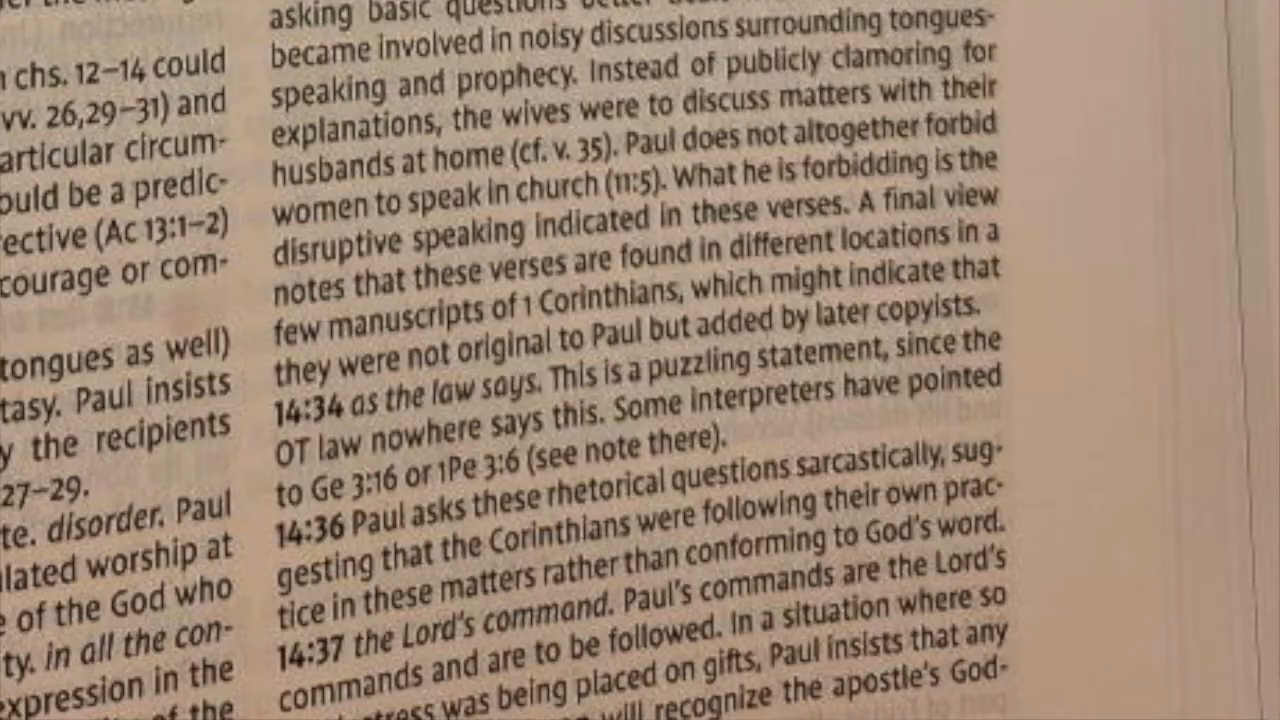 chs. 12–14 could
vv. 26,29–31) and
articular circum-
ould be a predic-
ective (Ac 13:1–2)
courage or com-
tongues as well)
tasy. Paul insists
y the recipients
27–29.
te. disorder. Paul
lated worship at
of the God who
ty. in all the con-
expression in the
of the
asking basic questions
became involved in noisy discussions surrounding tongues-
speaking and prophecy. Instead of publicly clamoring for
explanations, the wives were to discuss matters with their
husbands at home (cf. v. 35). Paul does not altogether forbid
women to speak in church (11:5). What he is forbidding is the
disruptive speaking indicated in these verses. A final view
notes that these verses are found in different locations in a
few manuscripts of 1 Corinthians, which might indicate that
they were not original to Paul but added by later copyists.
14:34 as the law says. This is a puzzling statement, since the
OT law nowhere says this. Some interpreters have pointed
to Ge 3:16 or 1Pe 3:6 (see note there).
14:36 Paul asks these rhetorical questions sarcastically, sug-
gesting that the Corinthians were following their own prac-
tice in these matters rather than conforming to God's word.
14:37 the Lord's command. Paul's commands are the Lord's
commands and are to be followed. In a situation where so
was being placed on gifts, Paul insists that any
will recognize the apostle's God-